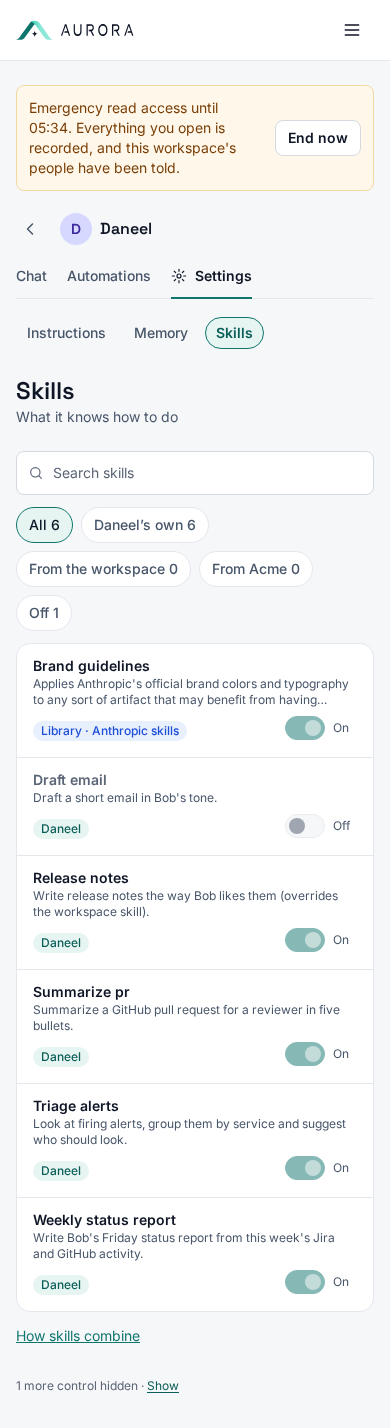 AURORA
Emergency read access until
05:34. Everything you open is
recorded, and this workspace's
people have been told.
End now
D
Daneel
Chat
Automations
Settings
Instructions
Memory
Skills
Skills
What it knows how to do
Search skills
All 6
Daneel’s own 6
From the workspace 0
From Acme 0
Off 1
Brand guidelines
Applies Anthropic's official brand colors and typography
to any sort of artifact that may benefit from having...
Library · Anthropic skills
On
Draft email
Draft a short email in Bob's tone.
Daneel
Off
Release notes
Write release notes the way Bob likes them (overrides
the workspace skill).
Daneel
On
Summarize pr
Summarize a GitHub pull request for a reviewer in five
bullets.
Daneel
On
Triage alerts
Look at firing alerts, group them by service and suggest
who should look.
Daneel
On
Weekly status report
Write Bob's Friday status report from this week's Jira
and GitHub activity.
Daneel
On
How skills combine
1 more control hidden · Show